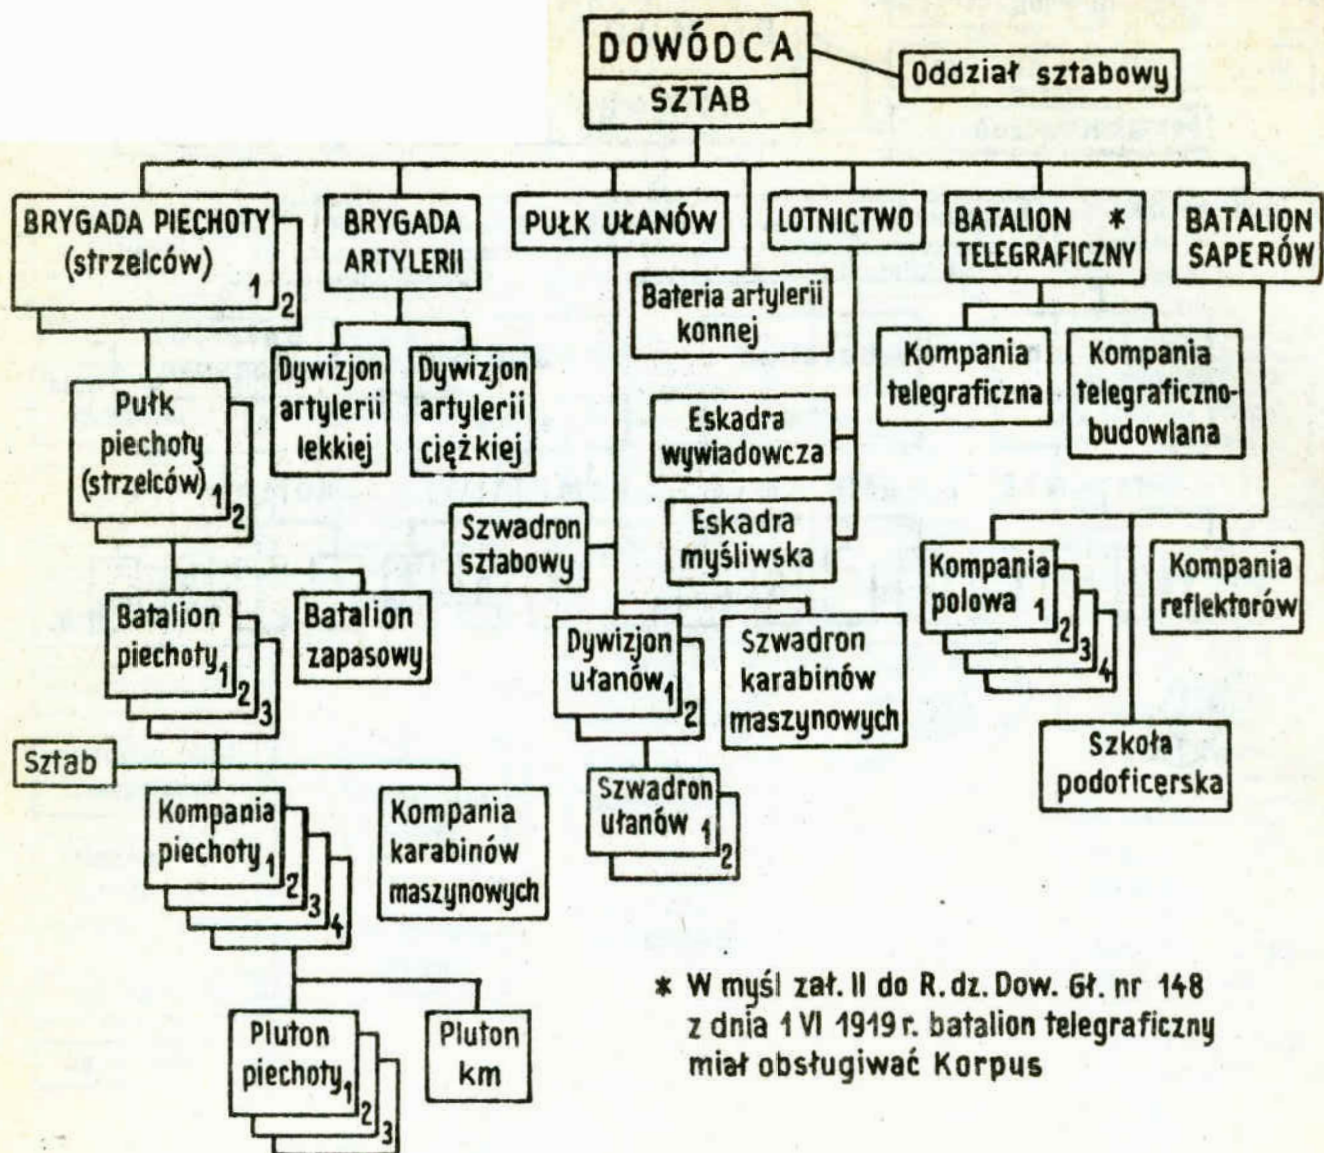 DOWÓDCA
SZTAB
Oddział sztabowy
BRYGADA PIECHOTY
(strzelców) 1
2
BRYGADA
ARTYLERII
PUŁK UŁANÓW
LOTNICTWO
BATALION *
TELEGRAFICZNY
BATALION
SAPERÓW
Bateria artylerii
konnej
Dywizjon
artylerii
lekkiej
Dywizjon
artylerii
ciężkiej
Kompania
telegraficzna
Kompania
telegraficzno-
budowlana
Pułk
piechoty
(strzelców) 1
2
Eskadra
wywiadowcza
Szwadron
sztabowy
Eskadra
myśliwska
Kompania
polowa 1
2
3
4
Kompania
reflektorów
Batalion
piechoty 1
2
3
Batalion
zapasowy
Dywizjon
ułanów 1
2
Szwadron
karabinów
maszynowych
Szkoła
podoficerska
Sztab
Kompania
piechoty 1
2
3
4
Kompania
karabinów
maszynowych
Szwadron
ułanów 1
2
Pluton
piechoty 1
2
3
Pluton
km
* W myśl zał. II do R. dz. Dow. Gł. nr 148
z dnia 1 VI 1919 r. batalion telegraficzny
miał obsługiwać Korpus